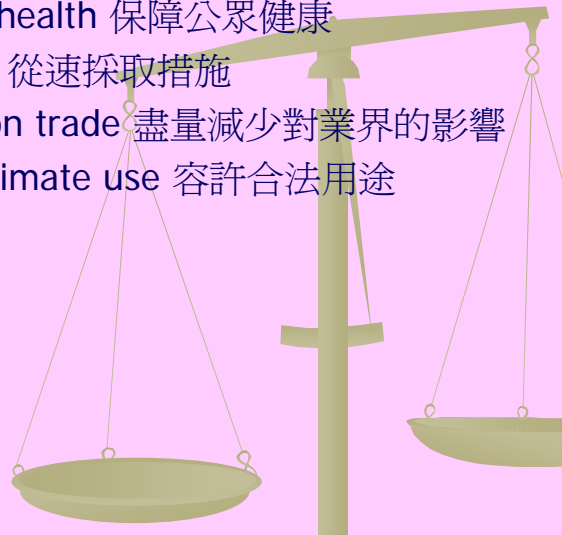 health 保障公眾健康
從速採取措施
on trade 盡量減少對業界的影響
imate use 容許合法用途